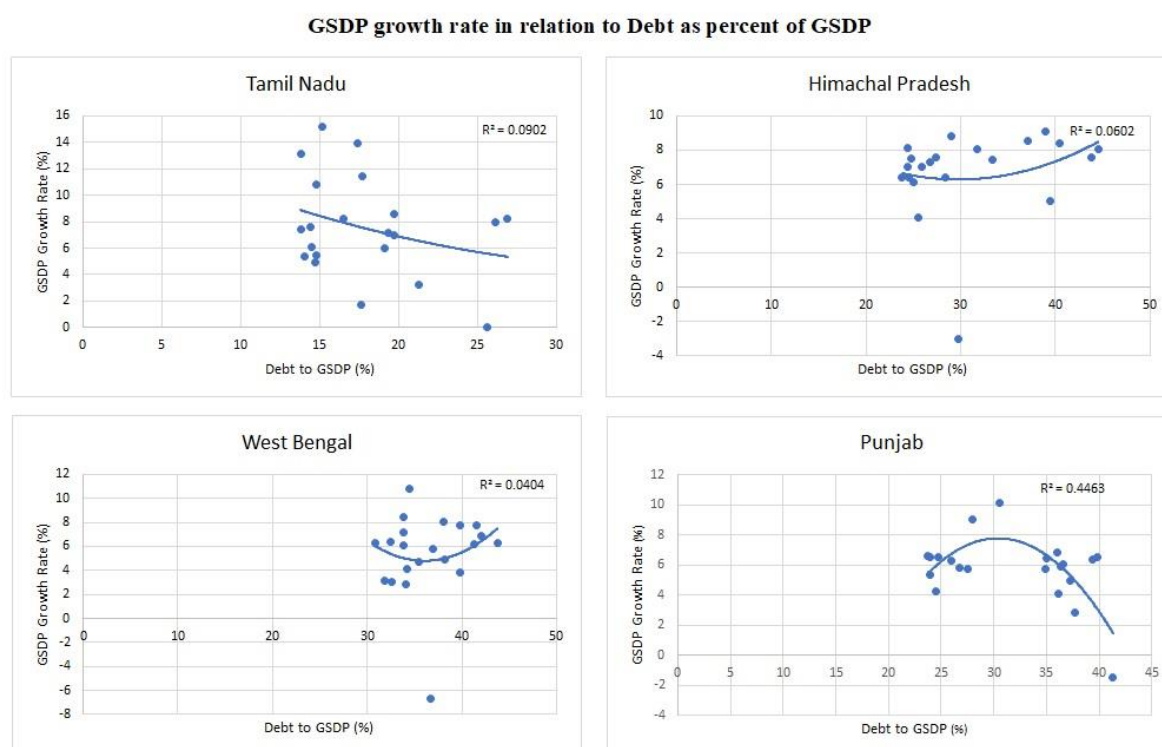 GSDP growth rate in relation to Debt as percent of GSDP
Tamil Nadu
R² = 0.0902
GSDP Growth Rate (%)
16
14
12
10
8
6
4
2
0
0 5 10 15 20 25 30
Debt to GSDP (%)
Himachal Pradesh
R² = 0.0602
GSDP Growth Rate (%)
10
8
6
4
2
0
-2
-4
0 10 20 30 40 50
Debt to GSDP (%)
West Bengal
R² = 0.0404
GSDP Growth Rate (%)
12
10
8
6
4
2
0
-2
-4
-6
-8
0 10 20 30 40 50
Debt to GSDP (%)
Punjab
R² = 0.4463
GSDP Growth Rate (%)
12
10
8
6
4
2
0
-2
-4
0 5 10 15 20 25 30 35 40 45
Debt to GSDP (%)